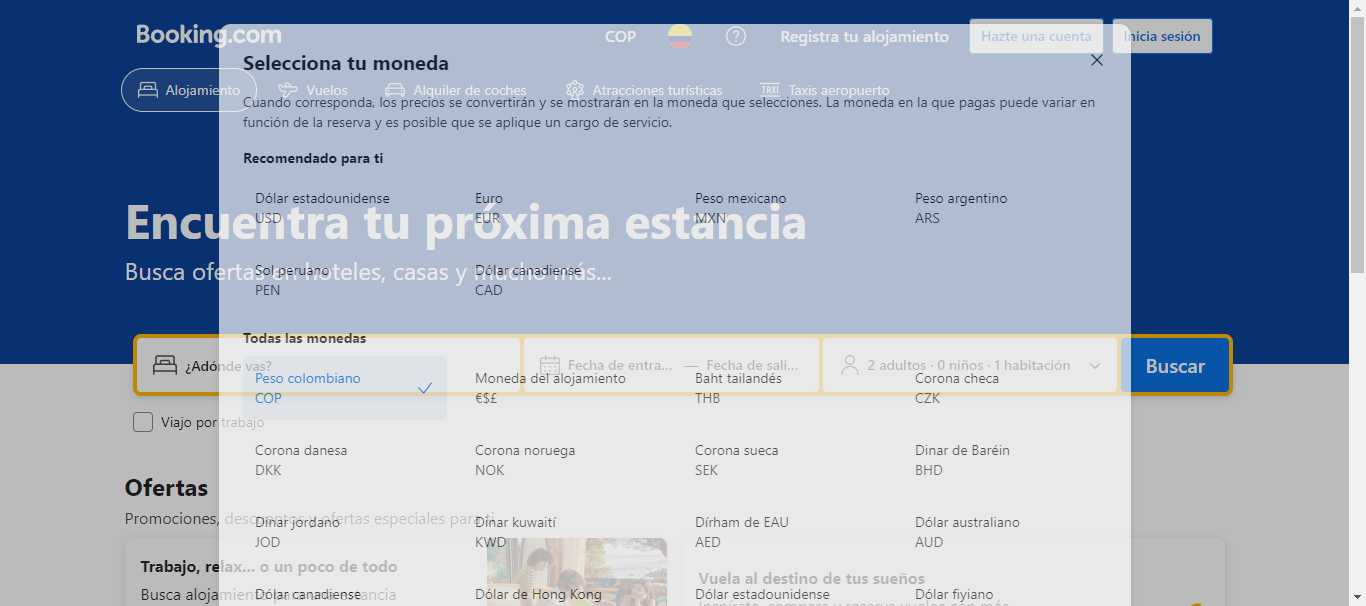 Booking.com
COP
Registra tu alojamiento
Hazte una cuenta
Inicia sesión
Selecciona tu moneda
Alojamiento
Vuelos
Alquiler de coches
Atracciones turísticas
TAXI
Taxis aeropuerto
Cuando corresponda, los precios se convertirán y se mostrarán en la moneda que selecciones. La moneda en la que pagas puede variar en
función de la reserva y es posible que se aplique un cargo de servicio.
Recomendado para ti
Dólar estadounidense
USD
Euro
EUR
Peso mexicano
MXN
Peso argentino
ARS
Encuentra tu próxima estancia
Busca ofertas en hoteles, casas y mucho más...
Sol peruano
PEN
Dólar canadiense
CAD
Todas las monedas
¿Adónde vas?
Fecha de entra... — Fecha de sali...
2 adultos · 0 niños · 1 habitación
Buscar
Peso colombiano
COP
Moneda del alojamiento
€$£
Baht tailandés
THB
Corona checa
CZK
Viajo por trabajo
Corona danesa
DKK
Corona noruega
NOK
Corona sueca
SEK
Dinar de Baréin
BHD
Ofertas
Promociones, descuentos y ofertas especiales para ti
Dinar jordano
JOD
Dinar kuwaití
KWD
Dírham de EAU
AED
Dólar australiano
AUD
Trabajo, relax... o un poco de todo
Busca alojamiento para una estancia
Vuela al destino de tus sueños
Inspírate, compara y reserva vuelos con más
Dólar canadiense
Dólar de Hong Kong
Dólar estadounidense
Dólar fiyiano